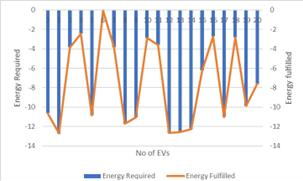 0 0
-2 -2
-4 -4
-6 -6
-8 -8
-10 -10
-12 -12
-14 -14
Energy Required
Energy fulfilled
10 11 12 13 14 15 16 17 18 19 20
No of EVs
Energy Required Energy Fulfilled